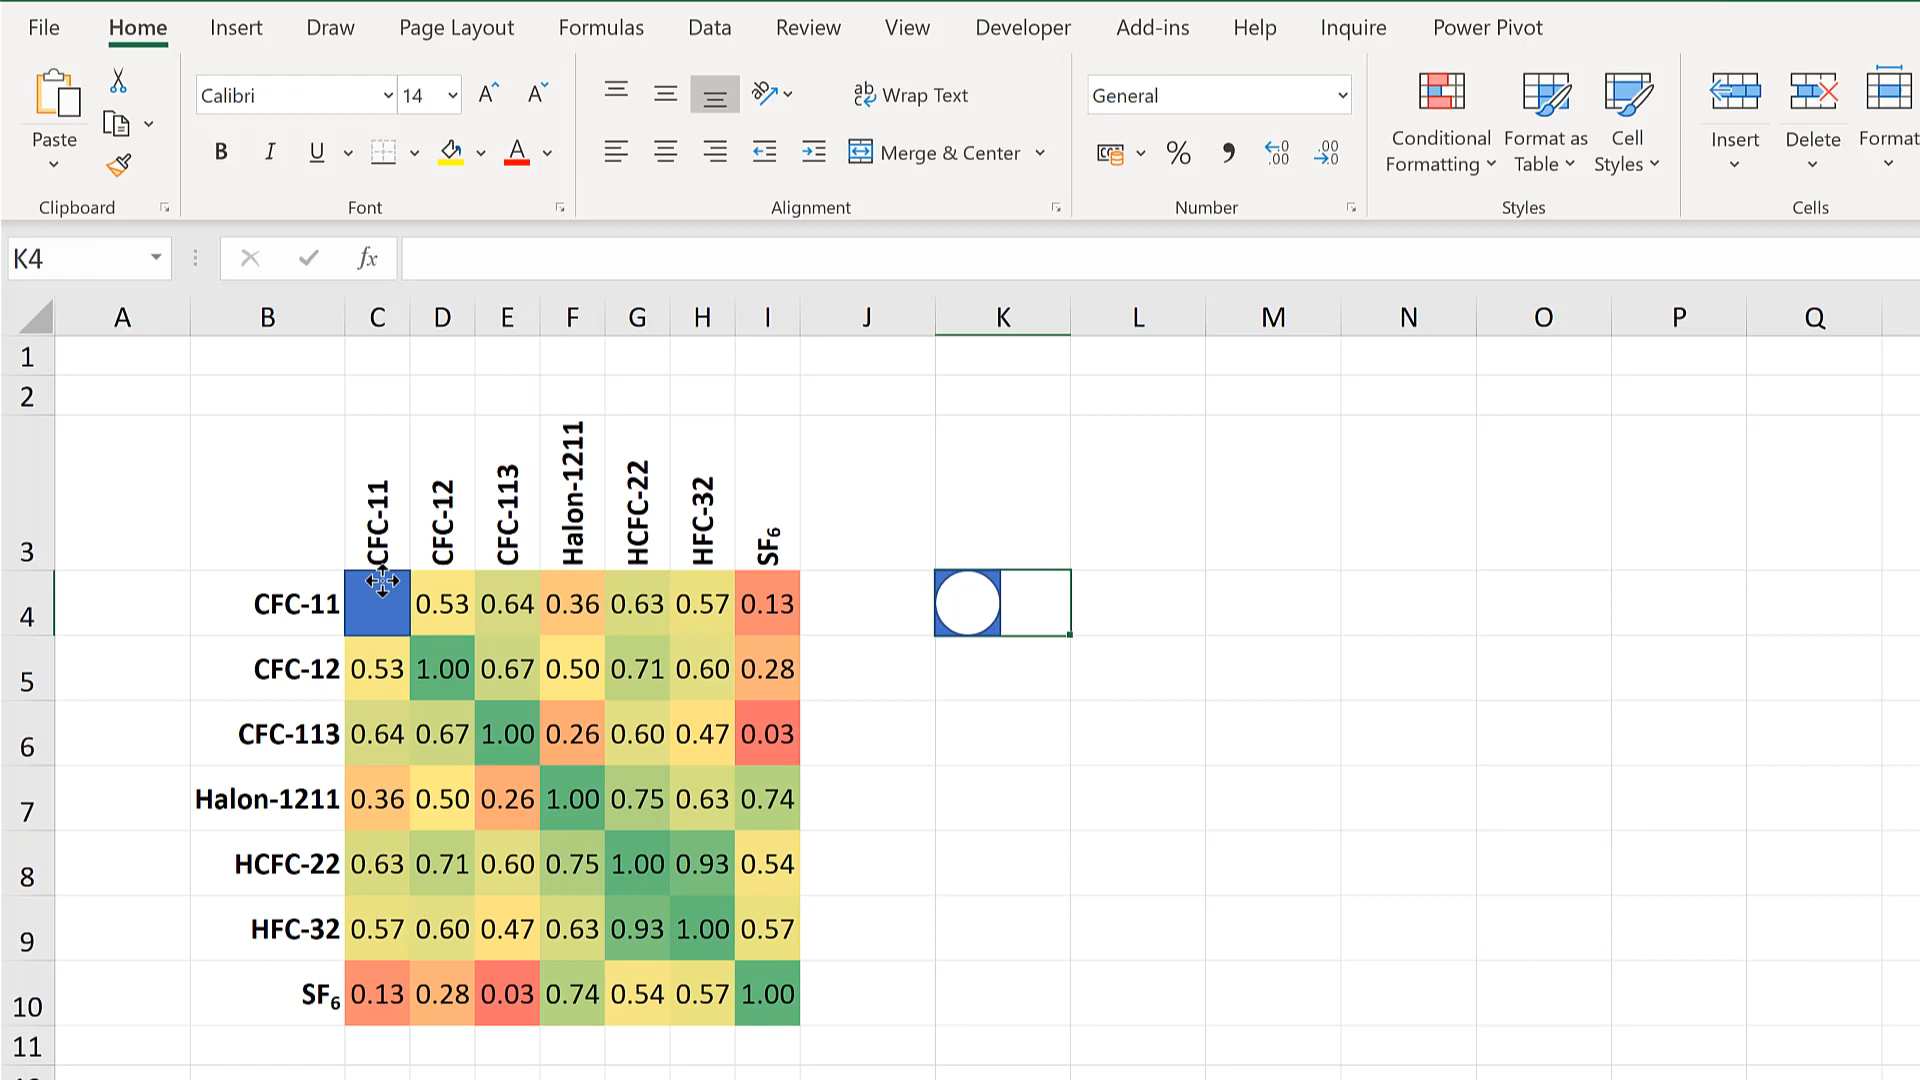 File Home Insert Draw Page Layout Formulas Data Review View Developer Add-ins Help Inquire Power Pivot
Paste
Calibri 14
B I U A
Wrap Text
Merge & Center
General
% 9 .00 .00
Conditional Formatting
Format as Table
Cell Styles
Insert
Delete
Format
Clipboard Font Alignment Number Styles Cells
K4 fx
A B C D E F G H I J K L M N O P Q
1
2
3 CFC-11 CFC-12 CFC-113 Halon-1211 HCFC-22 HFC-32 SF₆
4 CFC-11 0.53 0.64 0.36 0.63 0.57 0.13
5 CFC-12 0.53 1.00 0.67 0.50 0.71 0.60 0.28
6 CFC-113 0.64 0.67 1.00 0.26 0.60 0.47 0.03
7 Halon-1211 0.36 0.50 0.26 1.00 0.75 0.63 0.74
8 HCFC-22 0.63 0.71 0.60 0.75 1.00 0.93 0.54
9 HFC-32 0.57 0.60 0.47 0.63 0.93 1.00 0.57
10 SF₆ 0.13 0.28 0.03 0.74 0.54 0.57 1.00
11